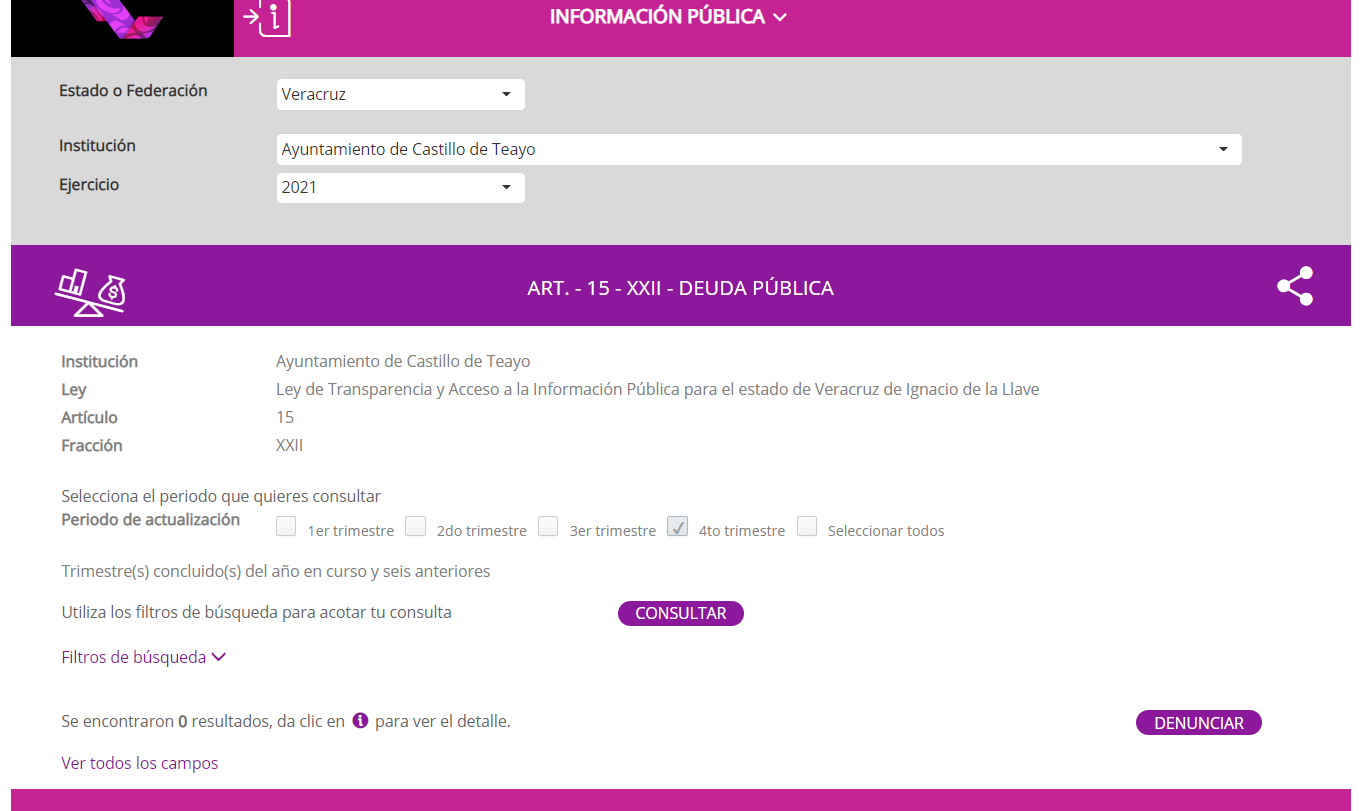 INFORMACIÓN PÚBLICA
Estado o Federación Veracruz
Institución Ayuntamiento de Castillo de Teayo
Ejercicio 2021
ART. - 15 - XXII - DEUDA PÚBLICA
Institución Ayuntamiento de Castillo de Teayo
Ley Ley de Transparencia y Acceso a la Información Pública para el estado de Veracruz de Ignacio de la Llave
Artículo 15
Fracción XXII
Selecciona el periodo que quieres consultar
Periodo de actualización 1er trimestre 2do trimestre 3er trimestre 4to trimestre Seleccionar todos
Trimestre(s) concluido(s) del año en curso y seis anteriores
Utiliza los filtros de búsqueda para acotar tu consulta CONSULTAR
Filtros de búsqueda
Se encontraron 0 resultados, da clic en i para ver el detalle. DENUNCIAR
Ver todos los campos